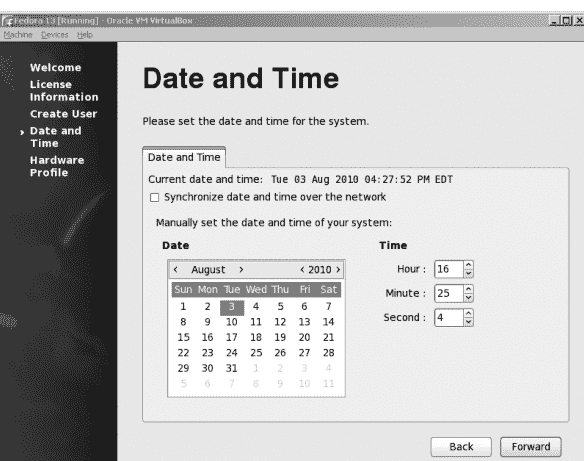 Fedora 13 [Running] - Oracle VM VirtualBox
Machine Devices Help
Welcome
License
Information
Create User
Date and
Time
Hardware
Profile
Date and Time
Please set the date and time for the system.
Date and Time
Current date and time: Tue 03 Aug 2010 04:27:52 PM EDT
Synchronize date and time over the network
Manually set the date and time of your system:
Date
< August > < 2010 >
Sun Mon Tue Wed Thu Fri Sat
1 2 3 4 5 6 7
8 9 10 11 12 13 14
15 16 17 18 19 20 21
22 23 24 25 26 27 28
29 30 31 1 2 3 4
5 6 7 8 9 10 11
Time
Hour : 16
Minute : 25
Second : 4
Back Forward